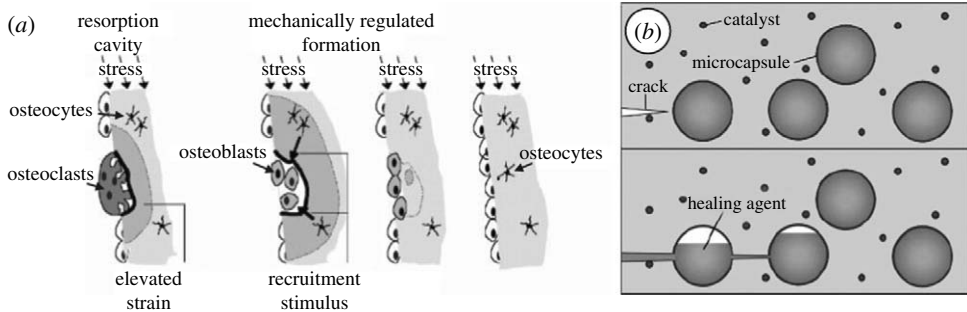 (a)
resorption
cavity
mechanically regulated
formation
stress
stress
stress
stress
osteocytes
osteoclasts
osteoblasts
osteocytes
elevated
strain
recruitment
stimulus
(b)
catalyst
microcapsule
crack
healing agent